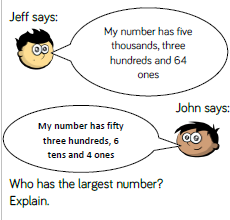 Jeff says:
My number has five
thousands, three
hundreds and 64
ones
John says:
My number has fifty
three hundreds, 6
tens and 4 ones
Who has the largest number?
Explain.